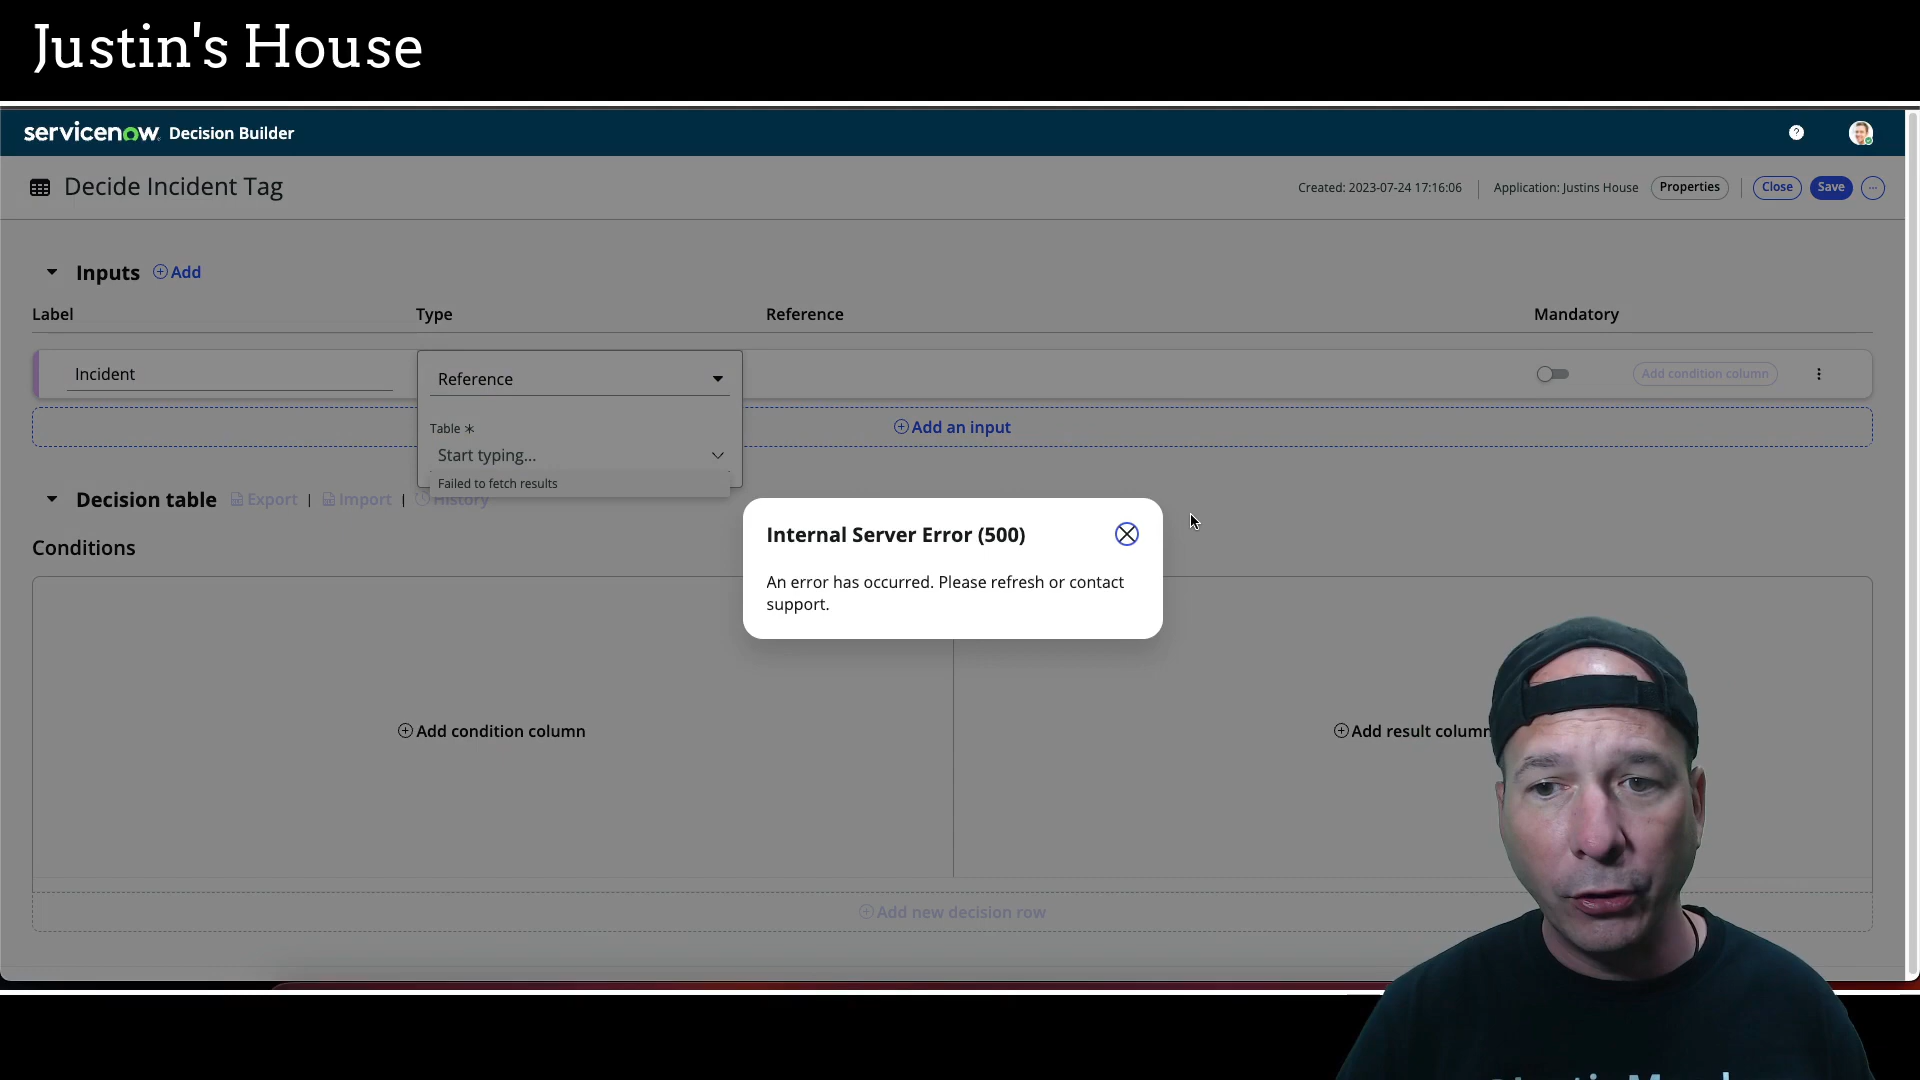 Justin's House
servicenow Decision Builder
Decide Incident Tag
Created: 2023-07-24 17:16:06
Application: Justins House
Properties
Close
Save
Inputs
Add
Label
Type
Reference
Mandatory
Incident
Reference
Add condition column
Table *
Start typing...
Failed to fetch results
Add an input
Decision table
Export | Import | History
Conditions
Internal Server Error (500)
An error has occurred. Please refresh or contact
support.
Add condition column
Add result column
Add new decision row